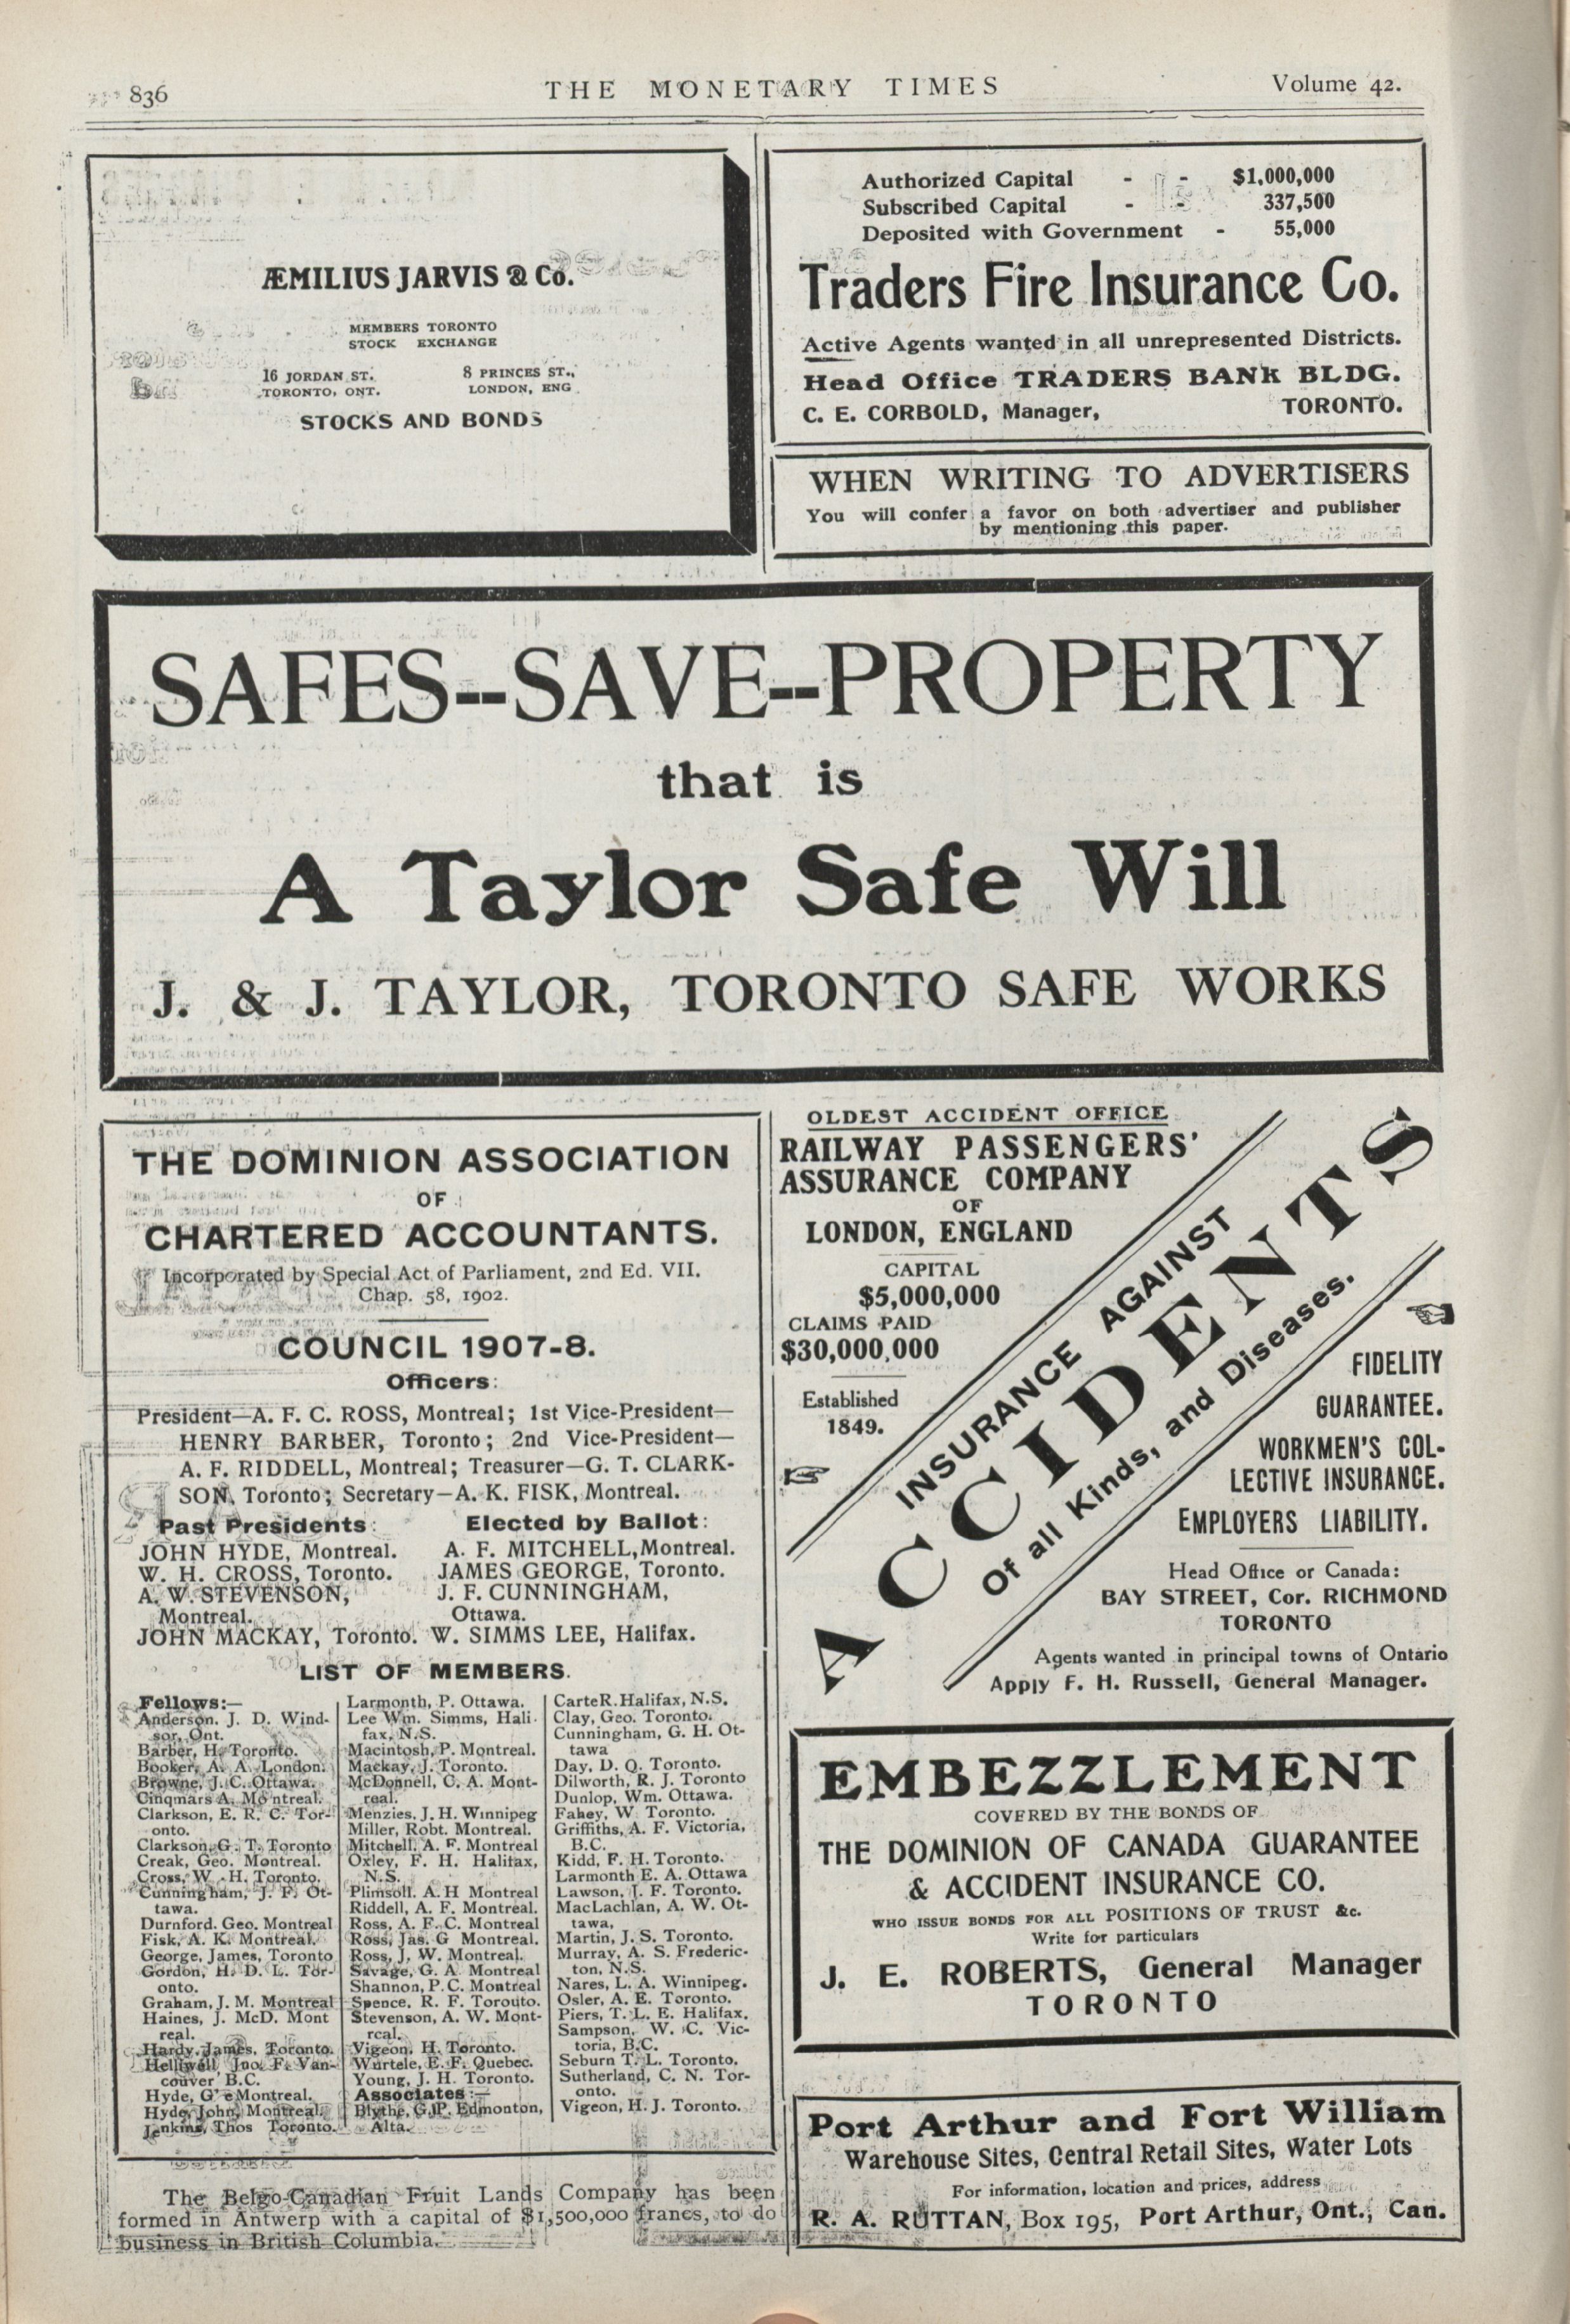 836
THE MONETARY TIMES
Volume 42.
ÆMILIUS JARVIS & Co.
MEMBERS TORONTO
STOCK EXCHANGE
16 JORDAN ST.
TORONTO, ONT.
8 PRINCES ST.,
LONDON, ENG
STOCKS AND BONDS
Authorized Capital - - $1,000,000
Subscribed Capital - - 337,500
Deposited with Government - 55,000
Traders Fire Insurance Co.
Active Agents wanted in all unrepresented Districts.
Head Office TRADERS BANK BLDG.
C. E. CORBOLD, Manager, TORONTO.
WHEN WRITING TO ADVERTISERS
You will confer a favor on both advertiser and publisher
by mentioning this paper.
SAFES--SAVE--PROPERTY
that is
A Taylor Safe Will
J. & J. TAYLOR, TORONTO SAFE WORKS
THE DOMINION ASSOCIATION
OF
CHARTERED ACCOUNTANTS.
Incorporated by Special Act of Parliament, 2nd Ed. VII.
Chap. 58, 1902.
COUNCIL 1907-8.
Officers:
President—A. F. C. ROSS, Montreal; 1st Vice-President—
HENRY BARBER, Toronto; 2nd Vice-President—
A. F. RIDDELL, Montreal; Treasurer—G. T. CLARK-
SON, Toronto; Secretary—A. K. FISK, Montreal.
Past Presidents: Elected by Ballot:
JOHN HYDE, Montreal. A. F. MITCHELL, Montreal.
W. H. CROSS, Toronto. JAMES GEORGE, Toronto.
A. W. STEVENSON, J. F. CUNNINGHAM,
Montreal. Ottawa.
JOHN MACKAY, Toronto. W. SIMMS LEE, Halifax.
LIST OF MEMBERS.
Fellows:—
Anderson. J. D. Wind-
sor, Ont.
Barber, H. Toronto.
Booker, A. A. London.
Browne, J. C. Ottawa.
Cinqmars A. Montreal.
Clarkson, E. R. C. Tor-
onto.
Clarkson, G. T. Toronto
Creak, Geo. Montreal.
Cross, W. H. Toronto.
Cunningham, J. F. Ot-
tawa.
Durnford. Geo. Montreal
Fisk, A. K. Montreal.
George, James, Toronto
Gordon, H. D. L. Tor-
onto.
Graham, J. M. Montreal
Haines, J. McD. Mont
real.
Hardy, James, Toronto.
Helliwell Jno. F. Van-
couver B.C.
Hyde, G' e Montreal.
Hyde, John, Montreal.
Jenkins, Thos Toronto.
Larmonth, P. Ottawa.
Lee Wm. Simms, Hali-
fax, N.S.
Macintosh, P. Montreal.
Mackay, J. Toronto.
McDonnell, C. A. Mont-
real.
Menzies, J. H. Winnipeg
Miller, Robt. Montreal.
Mitchell, A. F. Montreal
Oxley, F. H. Halifax,
N.S.
Plimsoll. A. H Montreal
Riddell, A. F. Montreal.
Ross, A. F. C. Montreal
Ross, Jas. G Montreal.
Ross, J. W. Montreal.
Savage, G. A. Montreal
Shannon, P. C. Montreal
Spence, R. F. Toronto.
Stevenson, A. W. Mont-
real.
Vigeon, H. Toronto.
Wurtele, E. F. Quebec.
Young, J. H. Toronto.
Associates:—
Blythe, G. P. Edmonton,
Alta.
CarteR. Halifax, N.S.
Clay, Geo. Toronto.
Cunningham, G. H. Ot-
tawa
Day, D. Q. Toronto.
Dilworth, R. J. Toronto
Dunlop, Wm. Ottawa.
Fahey, W. Toronto.
Griffiths, A. F. Victoria,
B.C.
Kidd, F. H. Toronto.
Larmonth E. A. Ottawa
Lawson, J. F. Toronto.
MacLachlan, A. W. Ot-
tawa,
Martin, J. S. Toronto.
Murray, A. S. Frederic-
ton, N.S.
Nares, L. A. Winnipeg.
Osler, A. E. Toronto.
Piers, T. L. E. Halifax.
Sampson, W. C. Vic-
toria, B.C.
Seburn T. L. Toronto.
Sutherland, C. N. Tor-
onto.
Vigeon, H. J. Toronto.
The Belgo-Canadian Fruit Lands Company has been
formed in Antwerp with a capital of $1,500,000 francs, to do
business in British Columbia.
OLDEST ACCIDENT OFFICE
RAILWAY PASSENGERS'
ASSURANCE COMPANY
OF
LONDON, ENGLAND
CAPITAL
$5,000,000
CLAIMS PAID
$30,000,000
Established
1849.
INSURANCE AGAINST
ACCIDENTS
Of all Kinds, and Diseases.
FIDELITY
GUARANTEE.
WORKMEN'S COL-
LECTIVE INSURANCE.
EMPLOYERS LIABILITY.
Head Office or Canada:
BAY STREET, Cor. RICHMOND
TORONTO
Agents wanted in principal towns of Ontario
Apply F. H. Russell, General Manager.
EMBEZZLEMENT
COVERED BY THE BONDS OF
THE DOMINION OF CANADA GUARANTEE
& ACCIDENT INSURANCE CO.
WHO ISSUE BONDS FOR ALL POSITIONS OF TRUST &c.
Write for particulars
J. E. ROBERTS, General Manager
TORONTO
Port Arthur and Fort William
Warehouse Sites, Central Retail Sites, Water Lots
For information, location and prices, address
R. A. RUTTAN, Box 195, Port Arthur, Ont., Can.